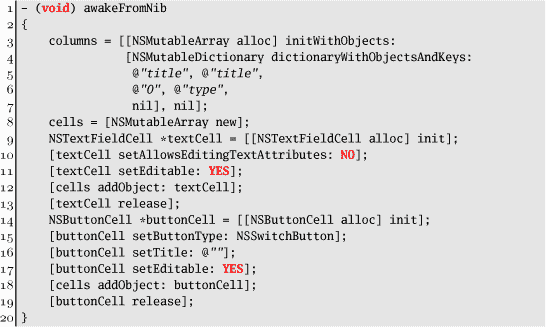 1 - (void) awakeFromNib
2 {
3     columns = [[NSMutableArray alloc] initWithObjects:
4                [NSMutableDictionary dictionaryWithObjectsAndKeys:
5                 @"title", @"title",
6                 @"0", @"type",
7                 nil], nil];
8     cells = [NSMutableArray new];
9     NSTextFieldCell *textCell = [[NSTextFieldCell alloc] init];
10     [textCell setAllowsEditingTextAttributes: NO];
11     [textCell setEditable: YES];
12     [cells addObject: textCell];
13     [textCell release];
14     NSButtonCell *buttonCell = [[NSButtonCell alloc] init];
15     [buttonCell setButtonType: NSSwitchButton];
16     [buttonCell setTitle: @""];
17     [buttonCell setEditable: YES];
18     [cells addObject: buttonCell];
19     [buttonCell release];
20 }